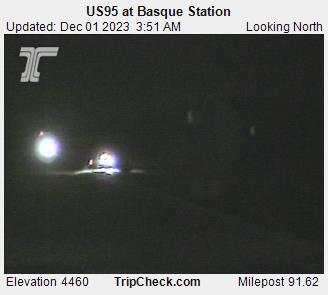 US95 at Basque Station
Updated: Dec 01 2023 3:51 AM Looking North
Elevation 4460 TripCheck.com Milepost 91.62